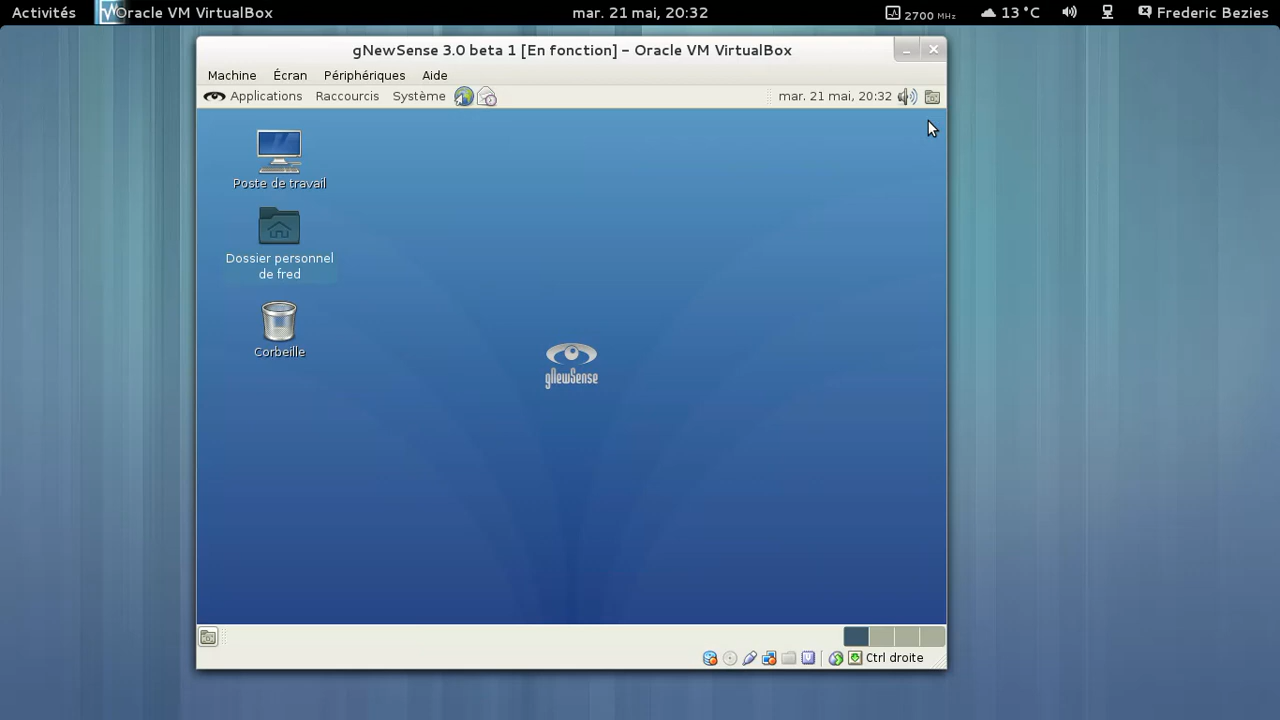 Activités Oracle VM VirtualBox mar. 21 mai, 20:32 2700 MHz 13 °C Frederic Bezies
gNewSense 3.0 beta 1 [En fonction] – Oracle VM VirtualBox
Machine Écran Périphériques Aide
Applications Raccourcis Système mar. 21 mai, 20:32
Poste de travail
Dossier personnel
de fred
Corbeille
gNewSense
Ctrl droite